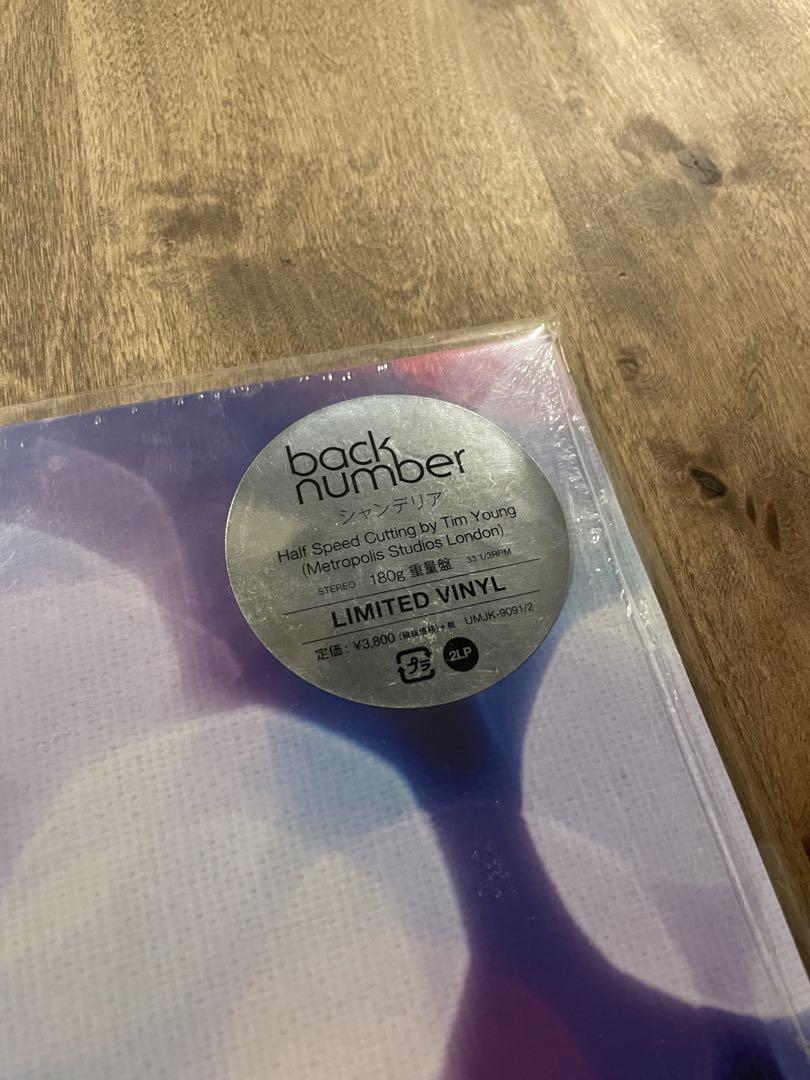 back
number
シャンデリア
Half Speed Cutting by Tim Young
(Metropolis Studios London)
STEREO 180g 重量盤 33 1/3RPM
LIMITED VINYL
定価：¥3,800（税抜価格）+税 UMJK-9091/2
プラ 2LP